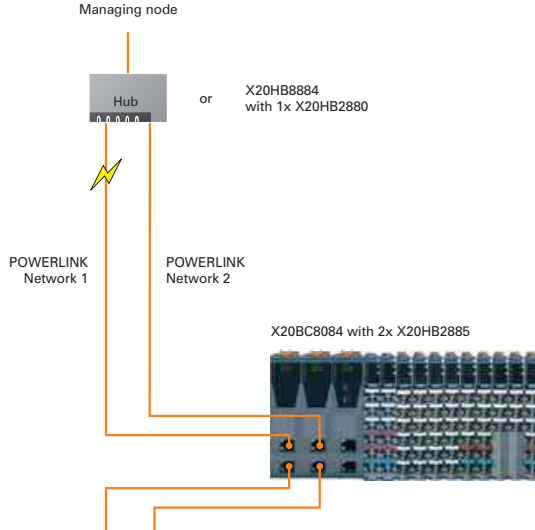 Managing node
Hub
or
X20HB8884
with 1x X20HB2880
POWERLINK
Network 1
POWERLINK
Network 2
X20BC8084 with 2x X20HB2885